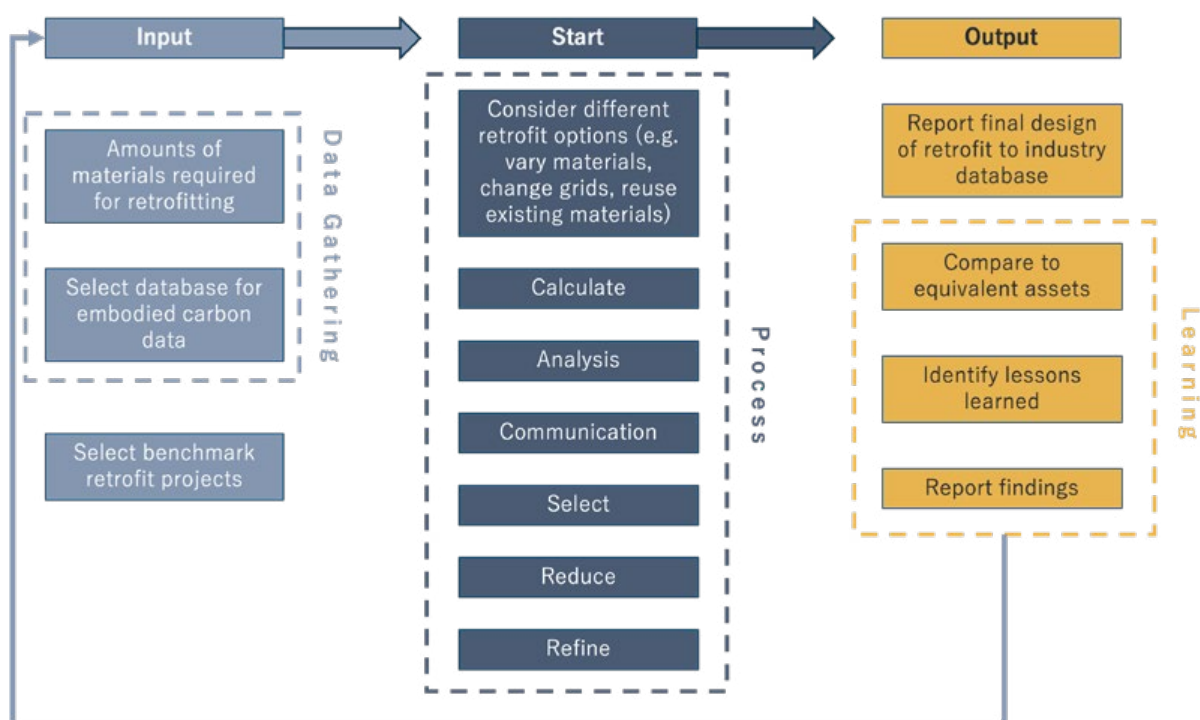 Input
Start
Output
Amounts of
materials required
for retrofitting
Select database for
embodied carbon
data
Data Gathering
Select benchmark
retrofit projects
Consider different
retrofit options (e.g.
vary materials,
change grids, reuse
existing materials)
Calculate
Analysis
Communication
Select
Reduce
Refine
Process
Report final design
of retrofit to industry
database
Compare to
equivalent assets
Identify lessons
learned
Report findings
Learning